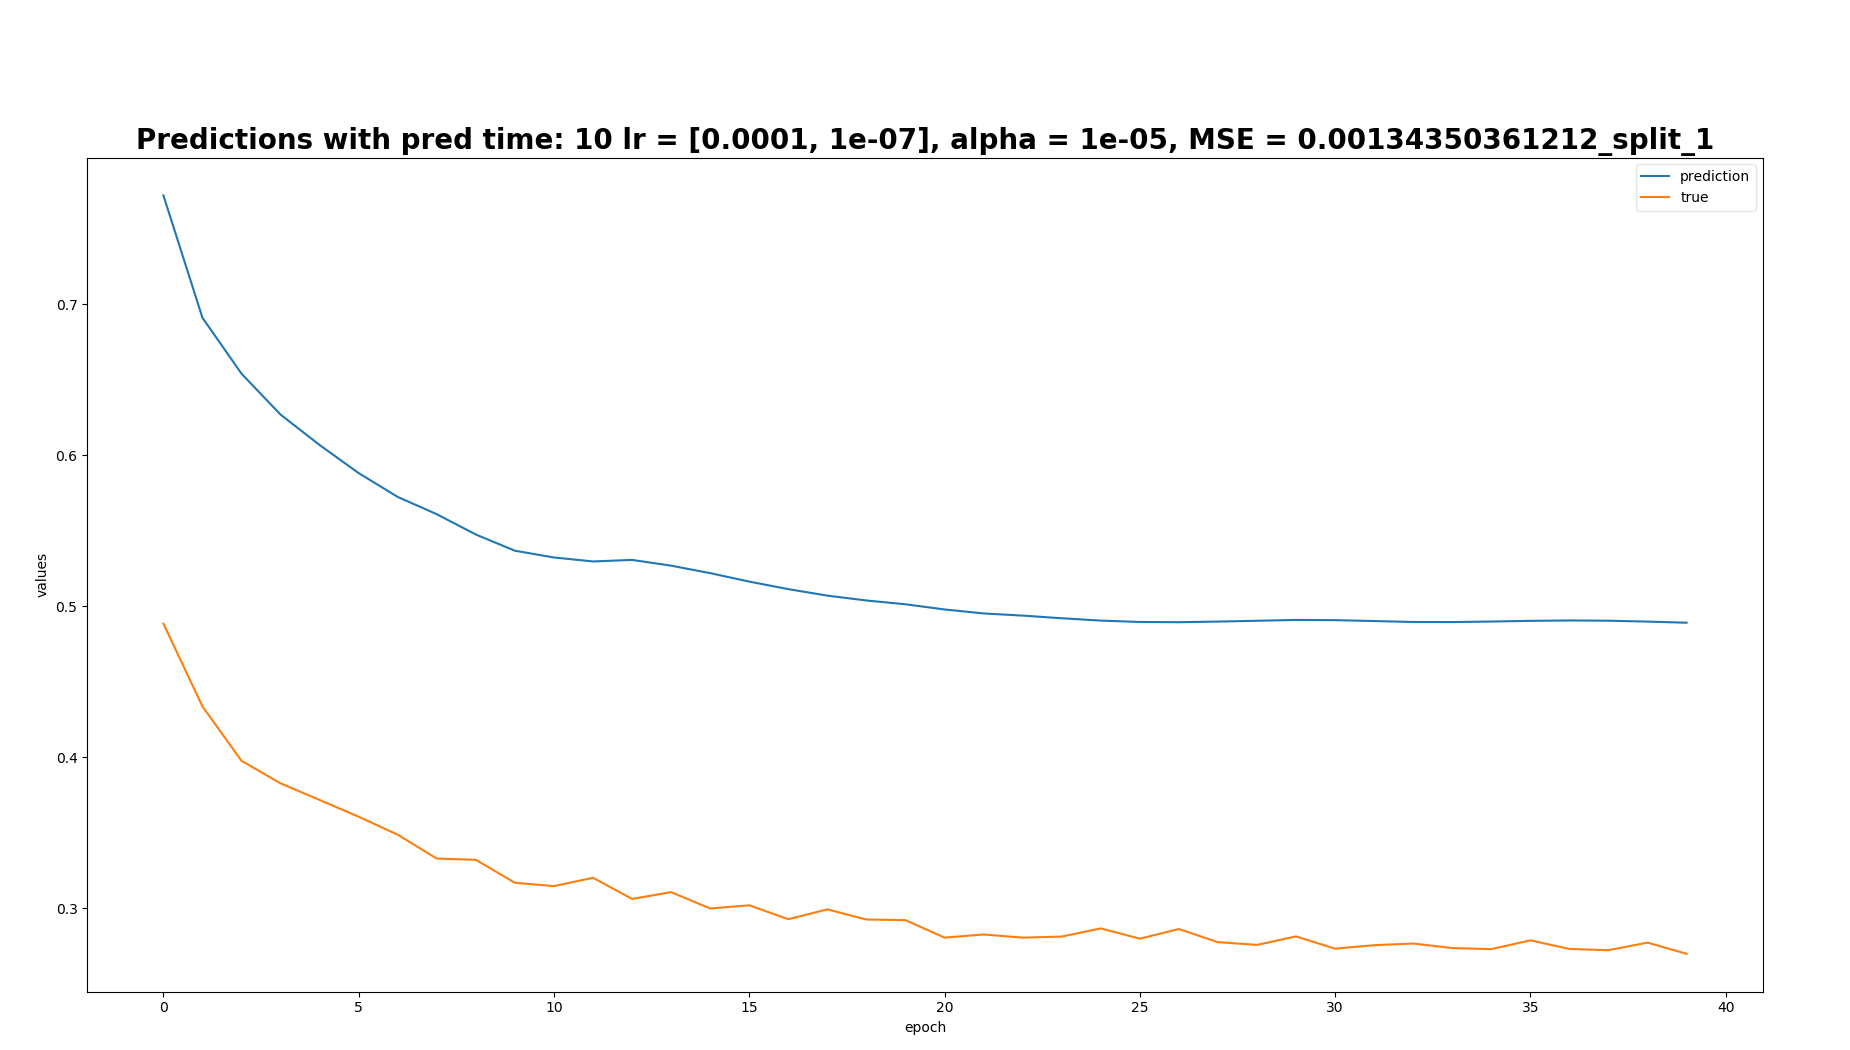 Predictions with pred time: 10 lr = [0.0001, 1e-07], alpha = 1e-05, MSE = 0.00134350361212_split_1
prediction
true
0.7
0.6
0.5
0.4
0.3
values
0 5 10 15 20 25 30 35 40
epoch